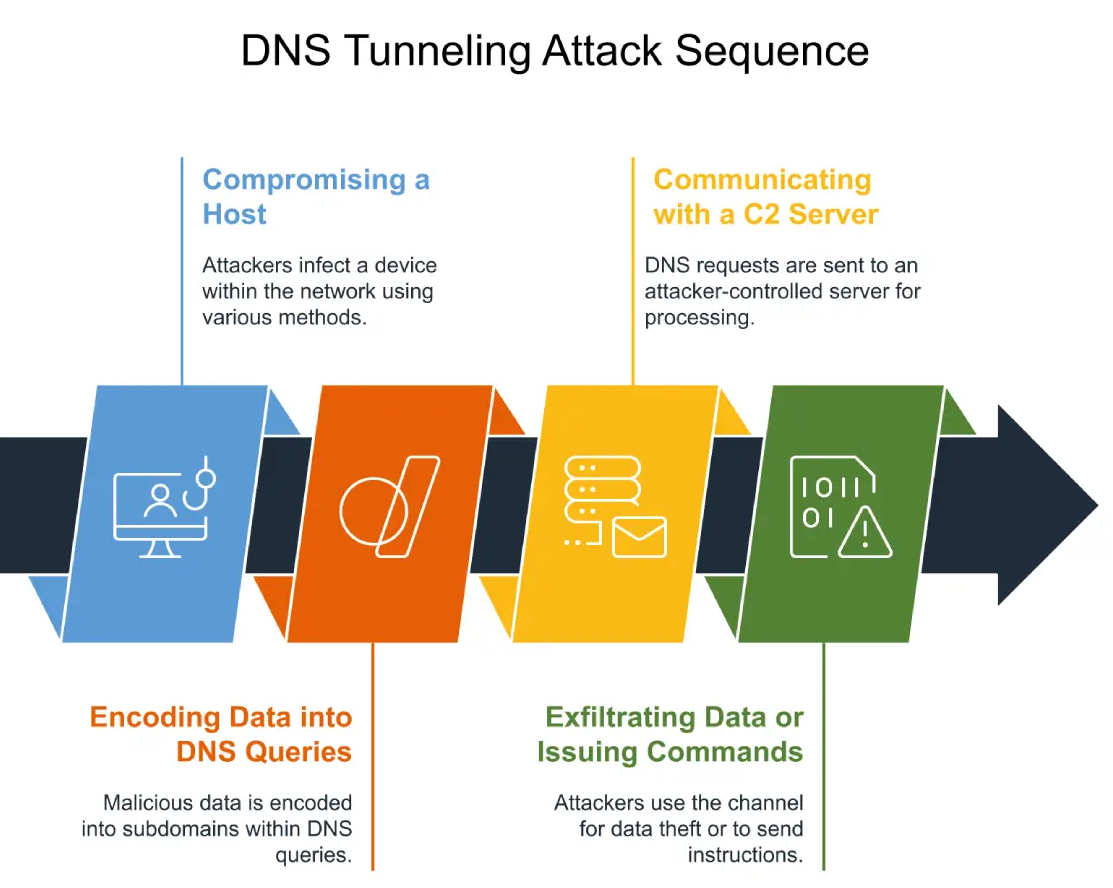 DNS Tunneling Attack Sequence
Compromising a
Host
Attackers infect a device
within the network using
various methods.
Communicating
with a C2 Server
DNS requests are sent to an
attacker-controlled server for
processing.
1011
01
Encoding Data into
DNS Queries
Malicious data is encoded
into subdomains within DNS
queries.
Exfiltrating Data or
Issuing Commands
Attackers use the channel
for data theft or to send
instructions.